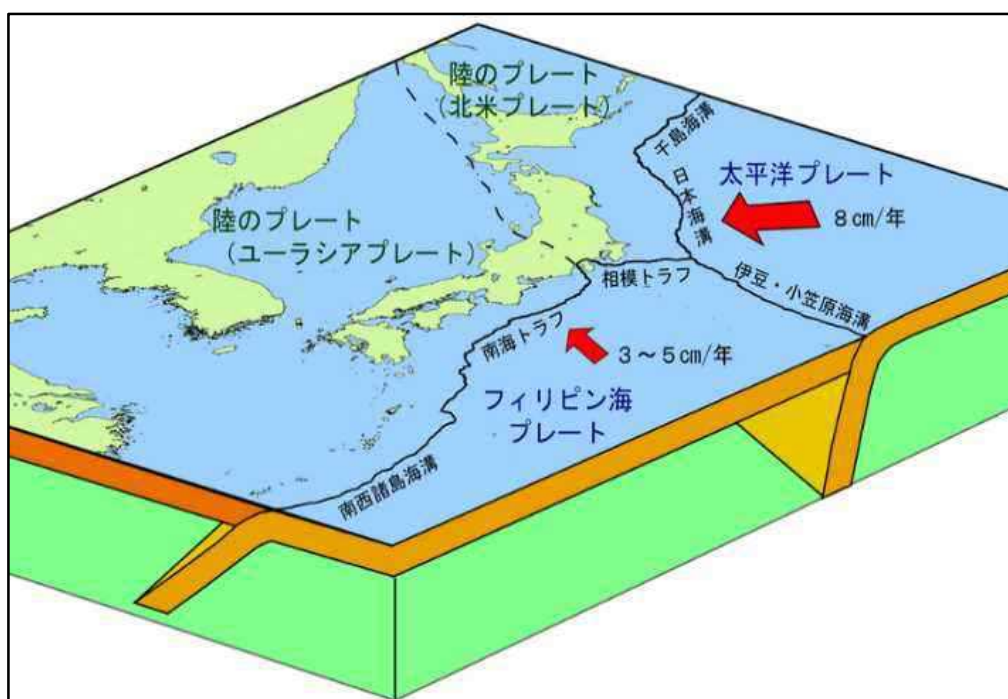 陸のプレート
（北米プレート）
千島海溝
日本海溝
太平洋プレート
8㎝/年
陸のプレート
（ユーラシアプレート）
相模トラフ
伊豆・小笠原海溝
南海トラフ
3～5㎝/年
フィリピン海
プレート
南西諸島海溝